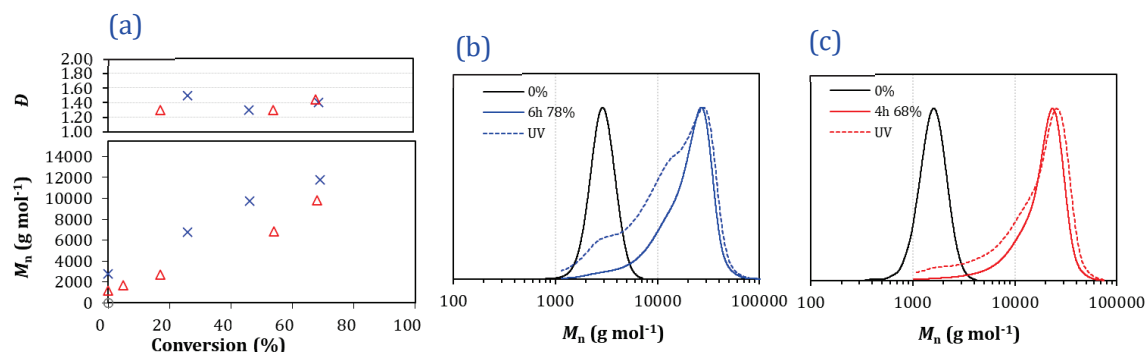 (a)
2.00
1.80
1.60
1.40
1.20
1.00
Đ
14000
12000
10000
8000
6000
4000
2000
0
Mn (g mol-1)
0 20 40 60 80 100
Conversion (%)
(b)
0%
6h 78%
UV
100 1000 10000 100000
Mn (g mol-1)
(c)
0%
4h 68%
UV
100 1000 10000 100000
Mn (g mol-1)